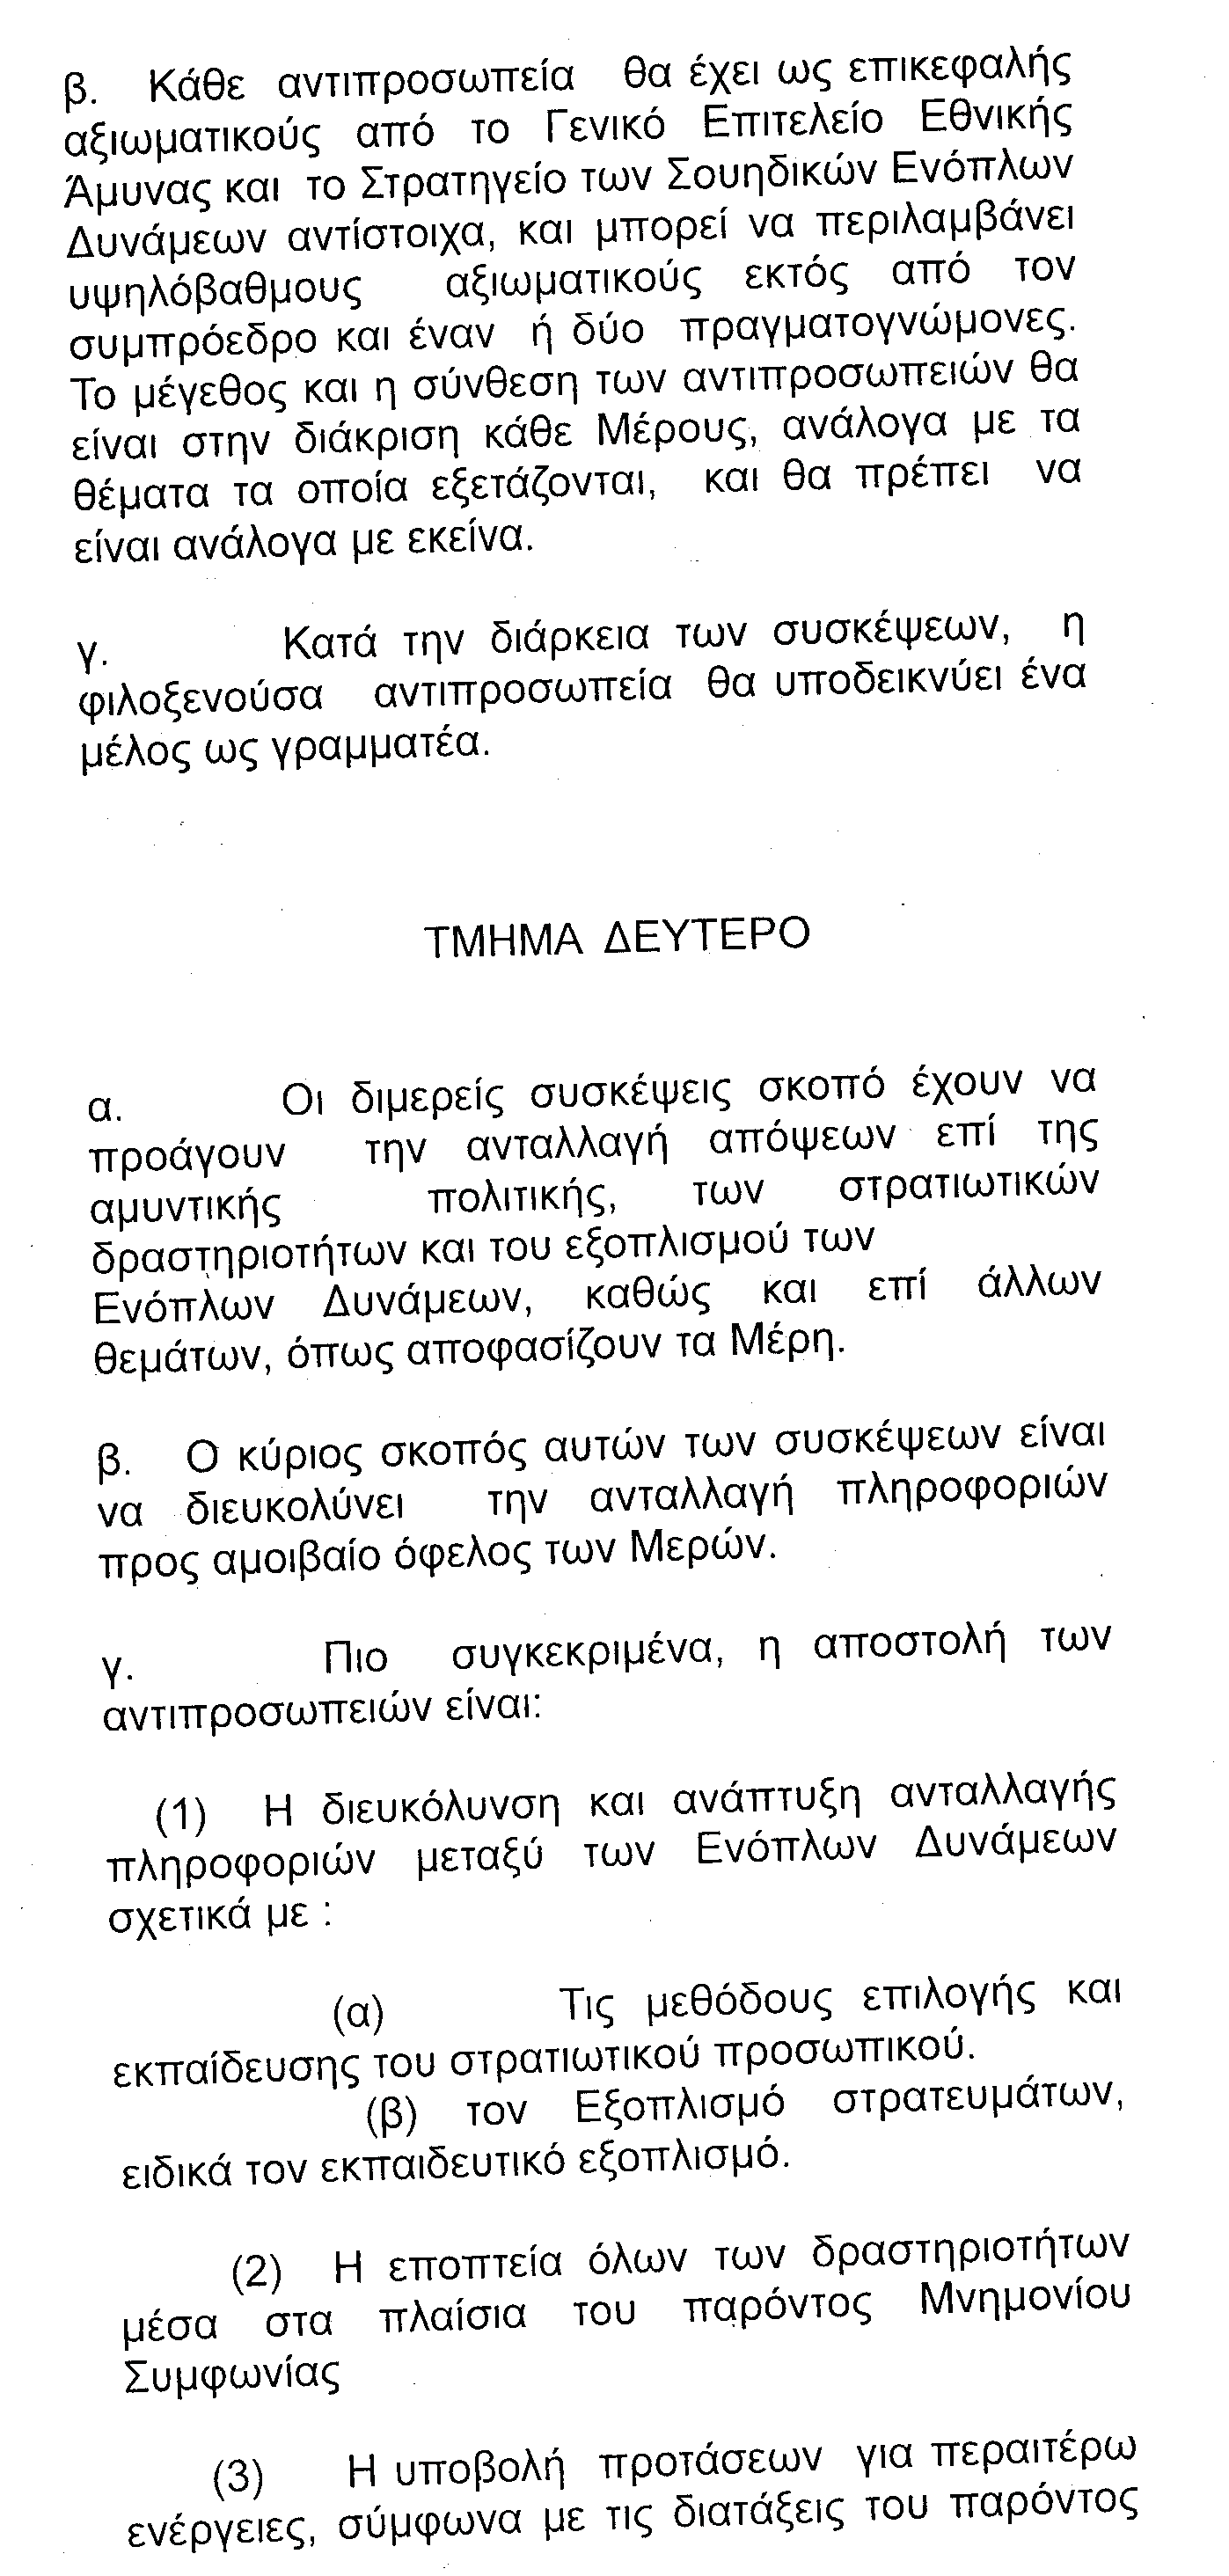 β. Κάθε αντιπροσωπεία θα έχει ως επικεφαλής
αξιωματικούς από το Γενικό Επιτελείο Εθνικής
Άμυνας και το Στρατηγείο των Σουηδικών Ενόπλων
Δυνάμεων αντίστοιχα, και μπορεί να περιλαμβάνει
υψηλόβαθμους αξιωματικούς εκτός από τον
συμπρόεδρο και έναν ή δύο πραγματογνώμονες.
Το μέγεθος και η σύνθεση των αντιπροσωπειών θα
είναι στην διάκριση κάθε Μέρους, ανάλογα με τα
θέματα τα οποία εξετάζονται, και θα πρέπει να
είναι ανάλογα με εκείνα.
γ. Κατά την διάρκεια των συσκέψεων, η
φιλοξενούσα αντιπροσωπεία θα υποδεικνύει ένα
μέλος ως γραμματέα.
ΤΜΗΜΑ ΔΕΥΤΕΡΟ
α. Οι διμερείς συσκέψεις σκοπό έχουν να
προάγουν την ανταλλαγή απόψεων επί της
αμυντικής πολιτικής, των στρατιωτικών
δραστηριοτήτων και του εξοπλισμού των
Ενόπλων Δυνάμεων, καθώς και επί άλλων
θεμάτων, όπως αποφασίζουν τα Μέρη.
β. Ο κύριος σκοπός αυτών των συσκέψεων είναι
να διευκολύνει την ανταλλαγή πληροφοριών
προς αμοιβαίο όφελος των Μερών.
γ. Πιο συγκεκριμένα, η αποστολή των
αντιπροσωπειών είναι:
(1) Η διευκόλυνση και ανάπτυξη ανταλλαγής
πληροφοριών μεταξύ των Ενόπλων Δυνάμεων
σχετικά με :
(α) Τις μεθόδους επιλογής και
εκπαίδευσης του στρατιωτικού προσωπικού.
(β) τον Εξοπλισμό στρατευμάτων,
ειδικά τον εκπαιδευτικό εξοπλισμό.
(2) Η εποπτεία όλων των δραστηριοτήτων
μέσα στα πλαίσια του παρόντος Μνημονίου
Συμφωνίας
(3) Η υποβολή προτάσεων για περαιτέρω
ενέργειες, σύμφωνα με τις διατάξεις του παρόντος